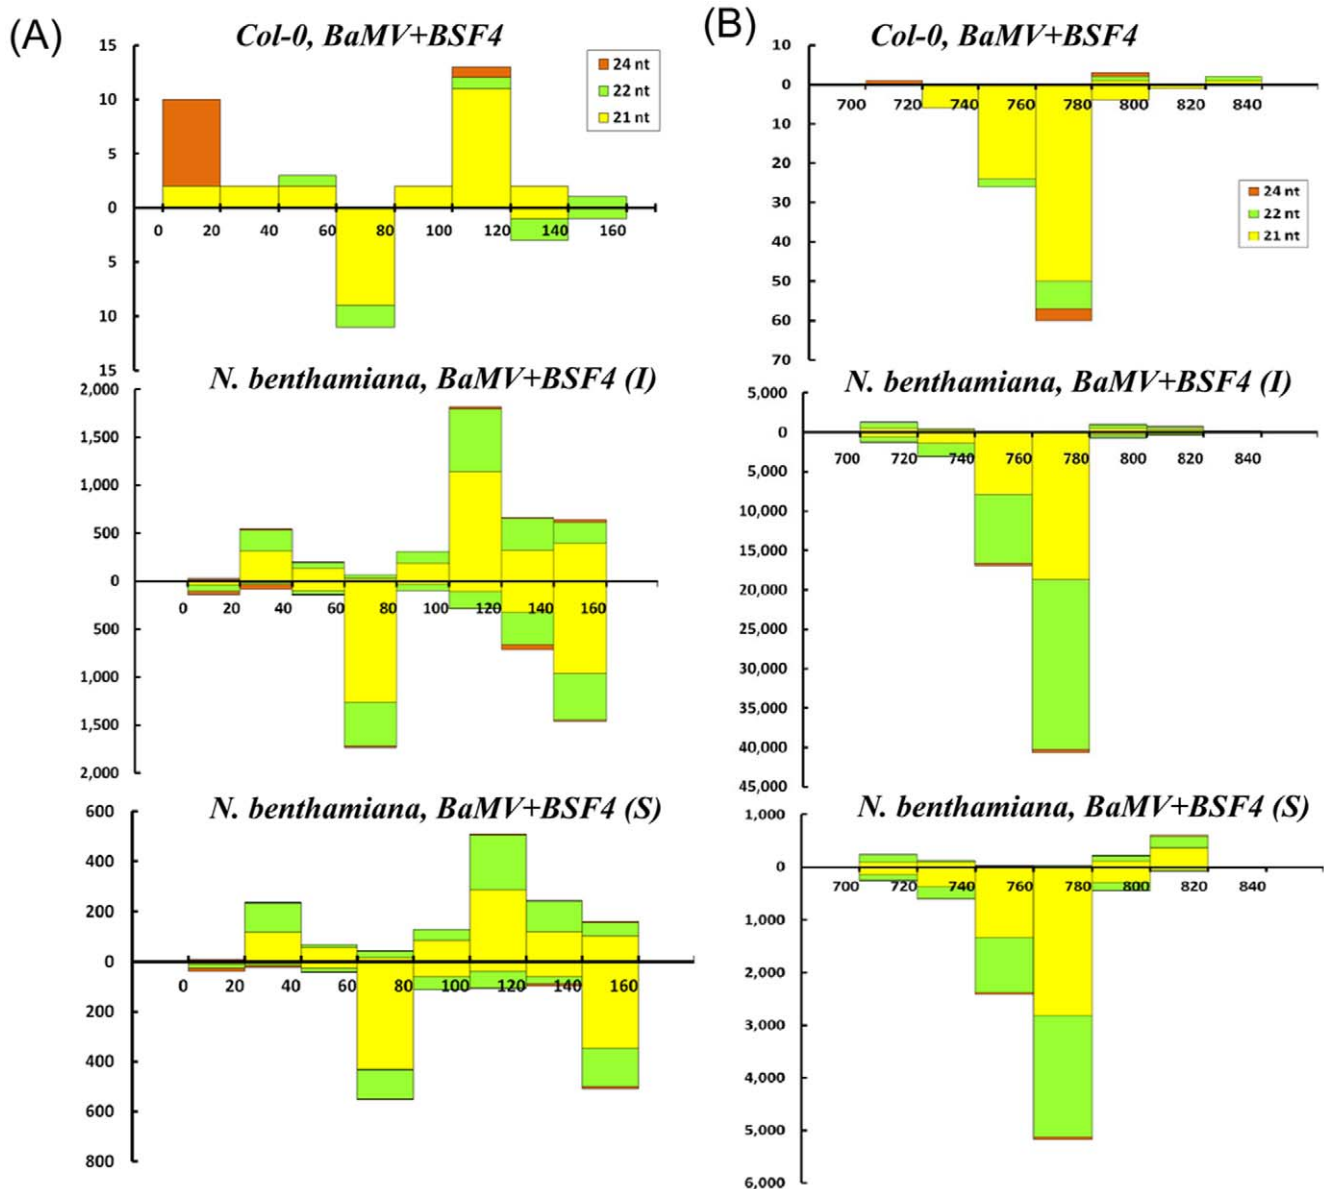 (A)
Col-0, BaMV+BSF4
15
10
5
0
5
10
15
24 nt
22 nt
21 nt
0 20 40 60 80 100 120 140 160
N. benthamiana, BaMV+BSF4 (I)
2,000
1,500
1,000
500
0
500
1,000
1,500
2,000
0 20 40 60 80 100 120 140 160
N. benthamiana, BaMV+BSF4 (S)
600
400
200
0
200
400
600
800
0 20 40 60 80 100 120 140 160
(B)
Col-0, BaMV+BSF4
10
0
10
20
30
40
50
60
70
700 720 740 760 780 800 820 840
24 nt
22 nt
21 nt
N. benthamiana, BaMV+BSF4 (I)
5,000
0
5,000
10,000
15,000
20,000
25,000
30,000
35,000
40,000
45,000
700 720 740 760 780 800 820 840
N. benthamiana, BaMV+BSF4 (S)
1,000
0
1,000
2,000
3,000
4,000
5,000
6,000
700 720 740 760 780 800 820 840